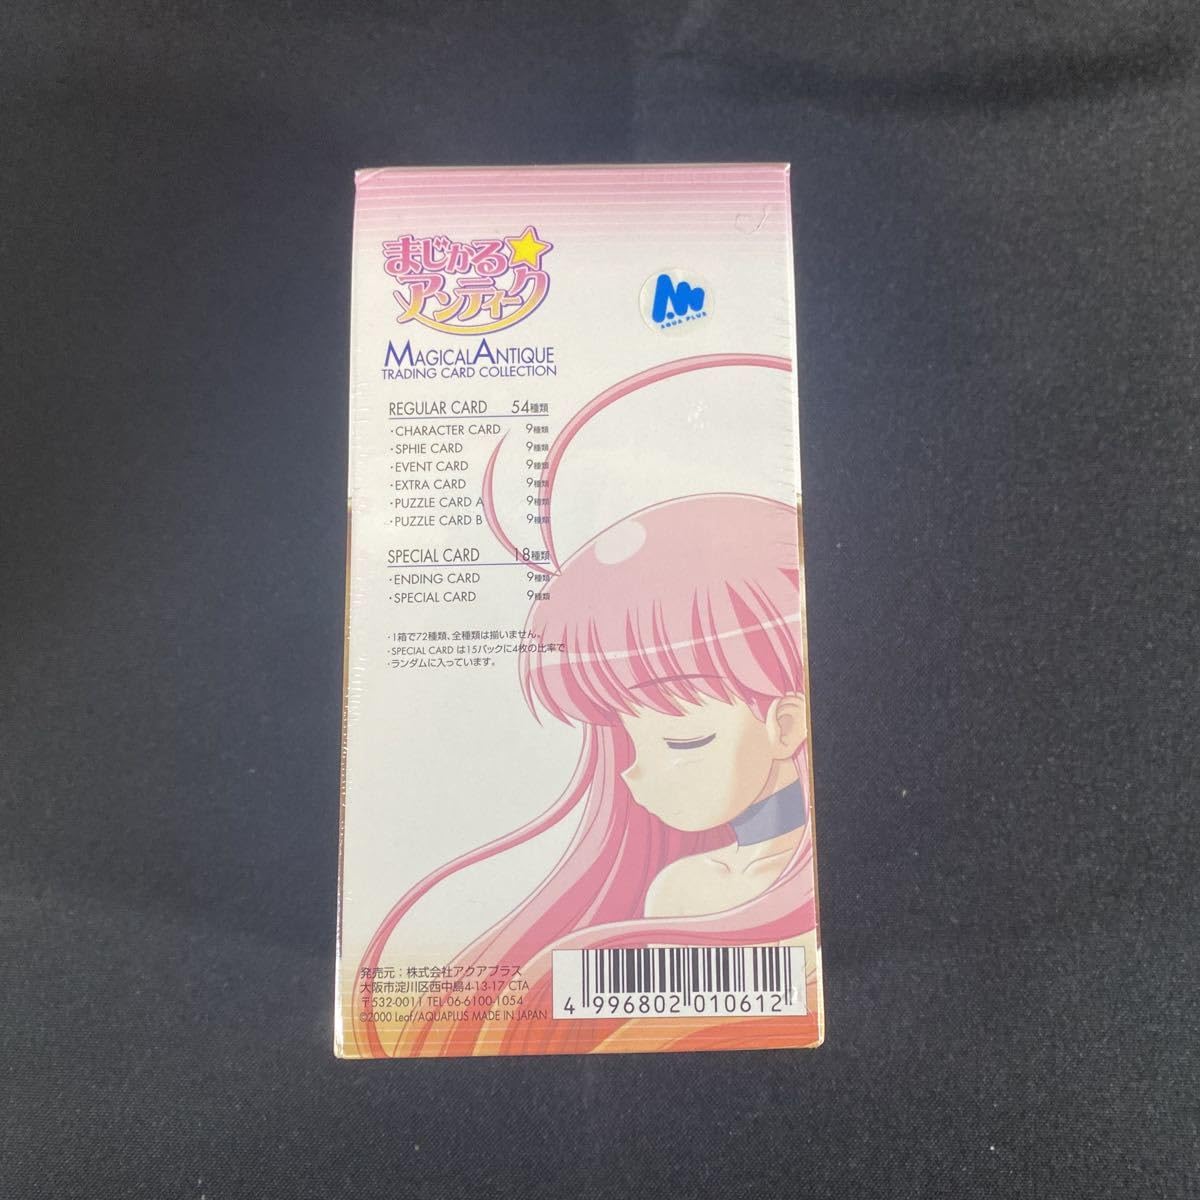 まじかる
アンティーク
MAGICALANTIQUE
TRADING CARD COLLECTION
AQUA PLUS
REGULAR CARD 54種類
・CHARACTER CARD 9種類
・SPHIE CARD 9種類
・EVENT CARD 9種類
・EXTRA CARD 9種類
・PUZZLE CARD A 9種類
・PUZZLE CARD B 9種類
SPECIAL CARD 18種類
・ENDING CARD 9種類
・SPECIAL CARD 9種類
・1箱で72種類、全種類は揃いません。
・SPECIAL CARD は15パックに4枚の比率で
・ランダムに入っています。
発売元:株式会社アクアプラス
大阪市淀川区西中島4-13-17 CTA
〒532-0011 TEL 06-6100-1054
©2000 Leaf/AQUAPLUS MADE IN JAPAN
4 996802 010612